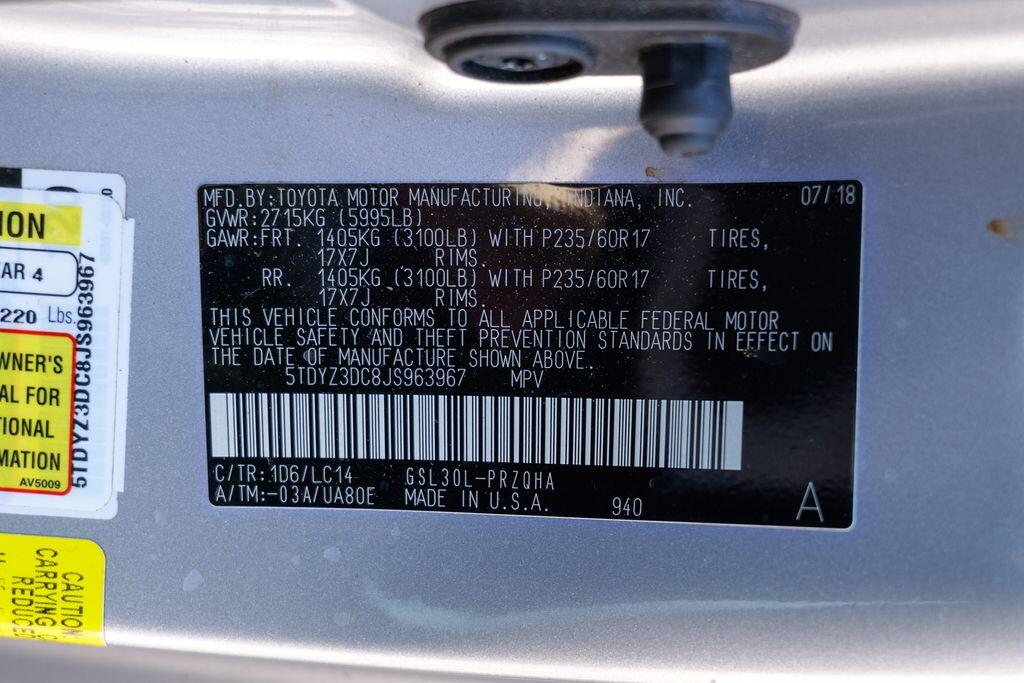 MFD.BY:TOYOTA MOTOR MANUFACTURING, INDIANA, INC. 07/18
GVWR:2715KG (5995LB)
GAWR:FRT. 1405KG (3100LB) WITH P235/60R17 TIRES,
17X7J RIMS.
RR. 1405KG (3100LB) WITH P235/60R17 TIRES,
17X7J RIMS.
THIS VEHICLE CONFORMS TO ALL APPLICABLE FEDERAL MOTOR
VEHICLE SAFETY AND THEFT PREVENTION STANDARDS IN EFFECT ON
THE DATE OF MANUFACTURE SHOWN ABOVE.
5TDYZ3DC8JS963967 MPV
C/TR:1D6/LC14 GSL30L-PRZQHA
A/TM:-03A/UA80E MADE IN U.S.A. 940 A
ION
AR 4
220 Lbs.
WNER'S
AL FOR
TIONAL
MATION
AV5009
5TDYZ3DC8JS963967
CAUTION
CARRYING C
REDUCED